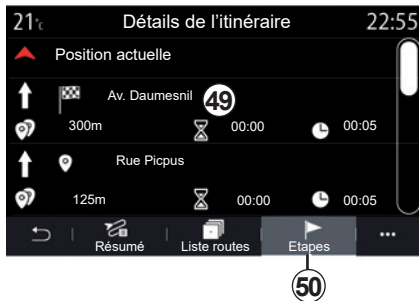 21°c Détails de l'itinéraire 22:55
Position actuelle
Av. Daumesnil 49
300m 00:00 00:05
Rue Picpus
125m 00:00 00:05
Résumé Liste routes Etapes ...
50